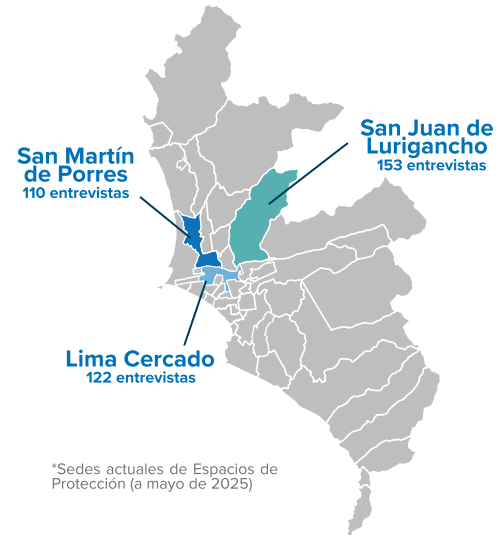 San Juan de
Lurigancho
153 entrevistas
San Martín
de Porres
110 entrevistas
Lima Cercado
122 entrevistas
*Sedes actuales de Espacios de
Protección (a mayo de 2025)